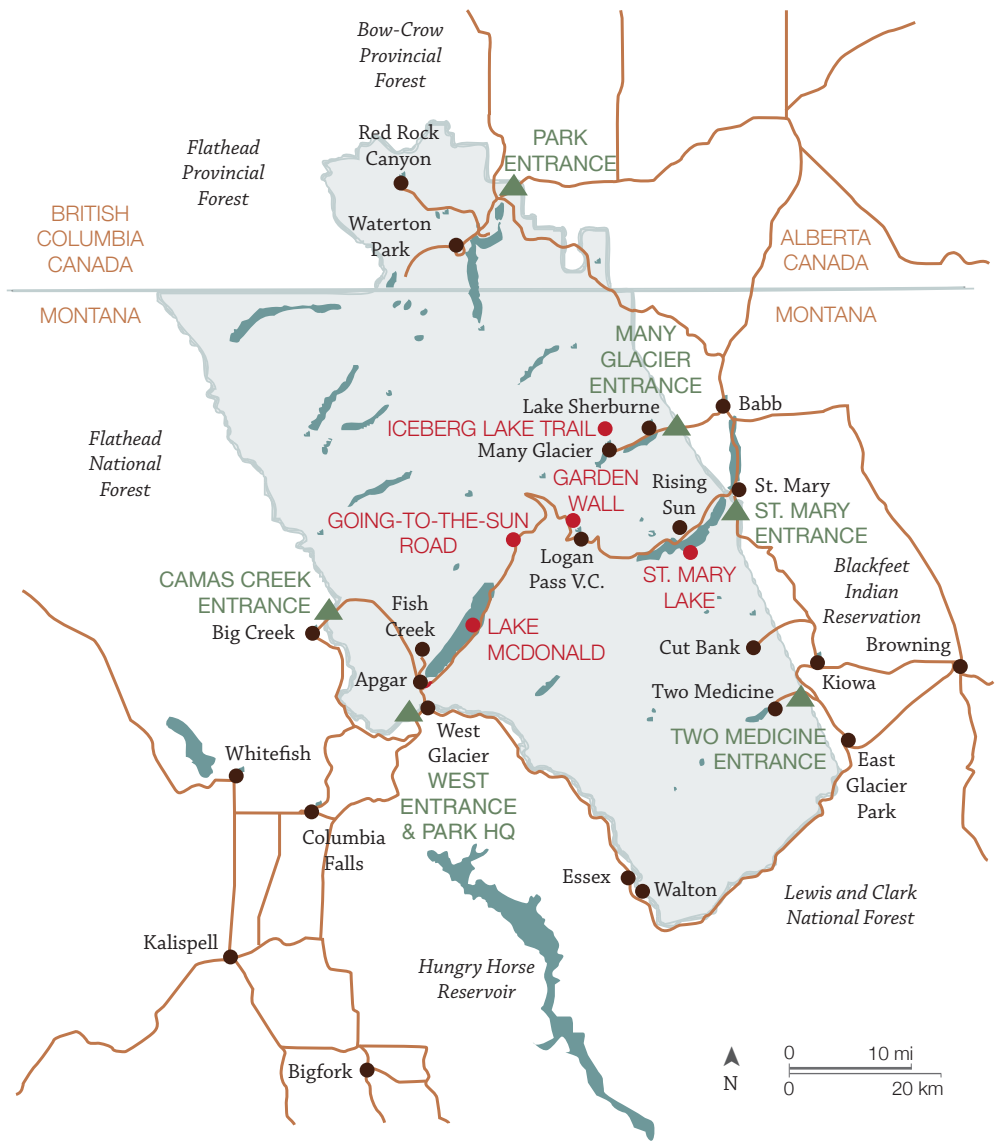 Bow-Crow
Provincial
Forest
Red Rock
Canyon
PARK
ENTRANCE
Flathead
Provincial
Forest
Waterton
Park
BRITISH
COLUMBIA
CANADA
ALBERTA
CANADA
MONTANA
MONTANA
MANY
GLACIER
ENTRANCE
Lake Sherburne
Babb
ICEBERG LAKE TRAIL
Many Glacier
Flathead
National
Forest
GARDEN
WALL
Rising
Sun
St. Mary
ST. MARY
ENTRANCE
GOING-TO-THE-SUN
ROAD
Logan
Pass V.C.
ST. MARY
LAKE
Blackfeet
Indian
Reservation
CAMAS CREEK
ENTRANCE
Big Creek
Fish
Creek
LAKE
MCDONALD
Cut Bank
Browning
Kiowa
Apgar
Two Medicine
TWO MEDICINE
ENTRANCE
West
Glacier
WEST
ENTRANCE
& PARK HQ
East
Glacier
Park
Whitefish
Columbia
Falls
Essex
Walton
Lewis and Clark
National Forest
Kalispell
Hungry Horse
Reservoir
Bigfork
N
0 10 mi
0 20 km